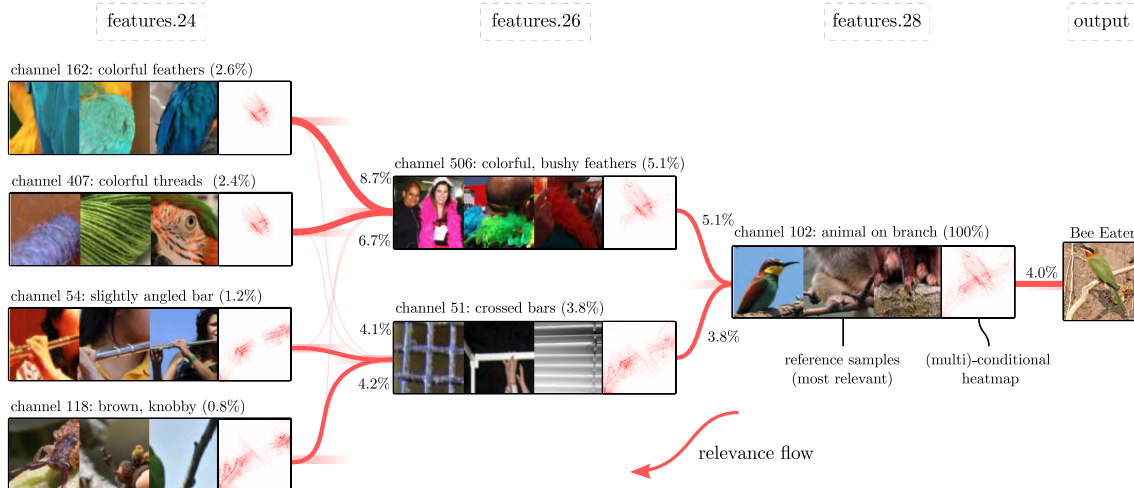 features.24
features.26
features.28
output
channel 162: colorful feathers (2.6%)
channel 407: colorful threads (2.4%)
channel 54: slightly angled bar (1.2%)
channel 118: brown, knobby (0.8%)
8.7%
6.7%
4.1%
4.2%
channel 506: colorful, bushy feathers (5.1%)
channel 51: crossed bars (3.8%)
5.1%
3.8%
channel 102: animal on branch (100%)
reference samples
(most relevant)
(multi)-conditional
heatmap
4.0%
Bee Eater
relevance flow